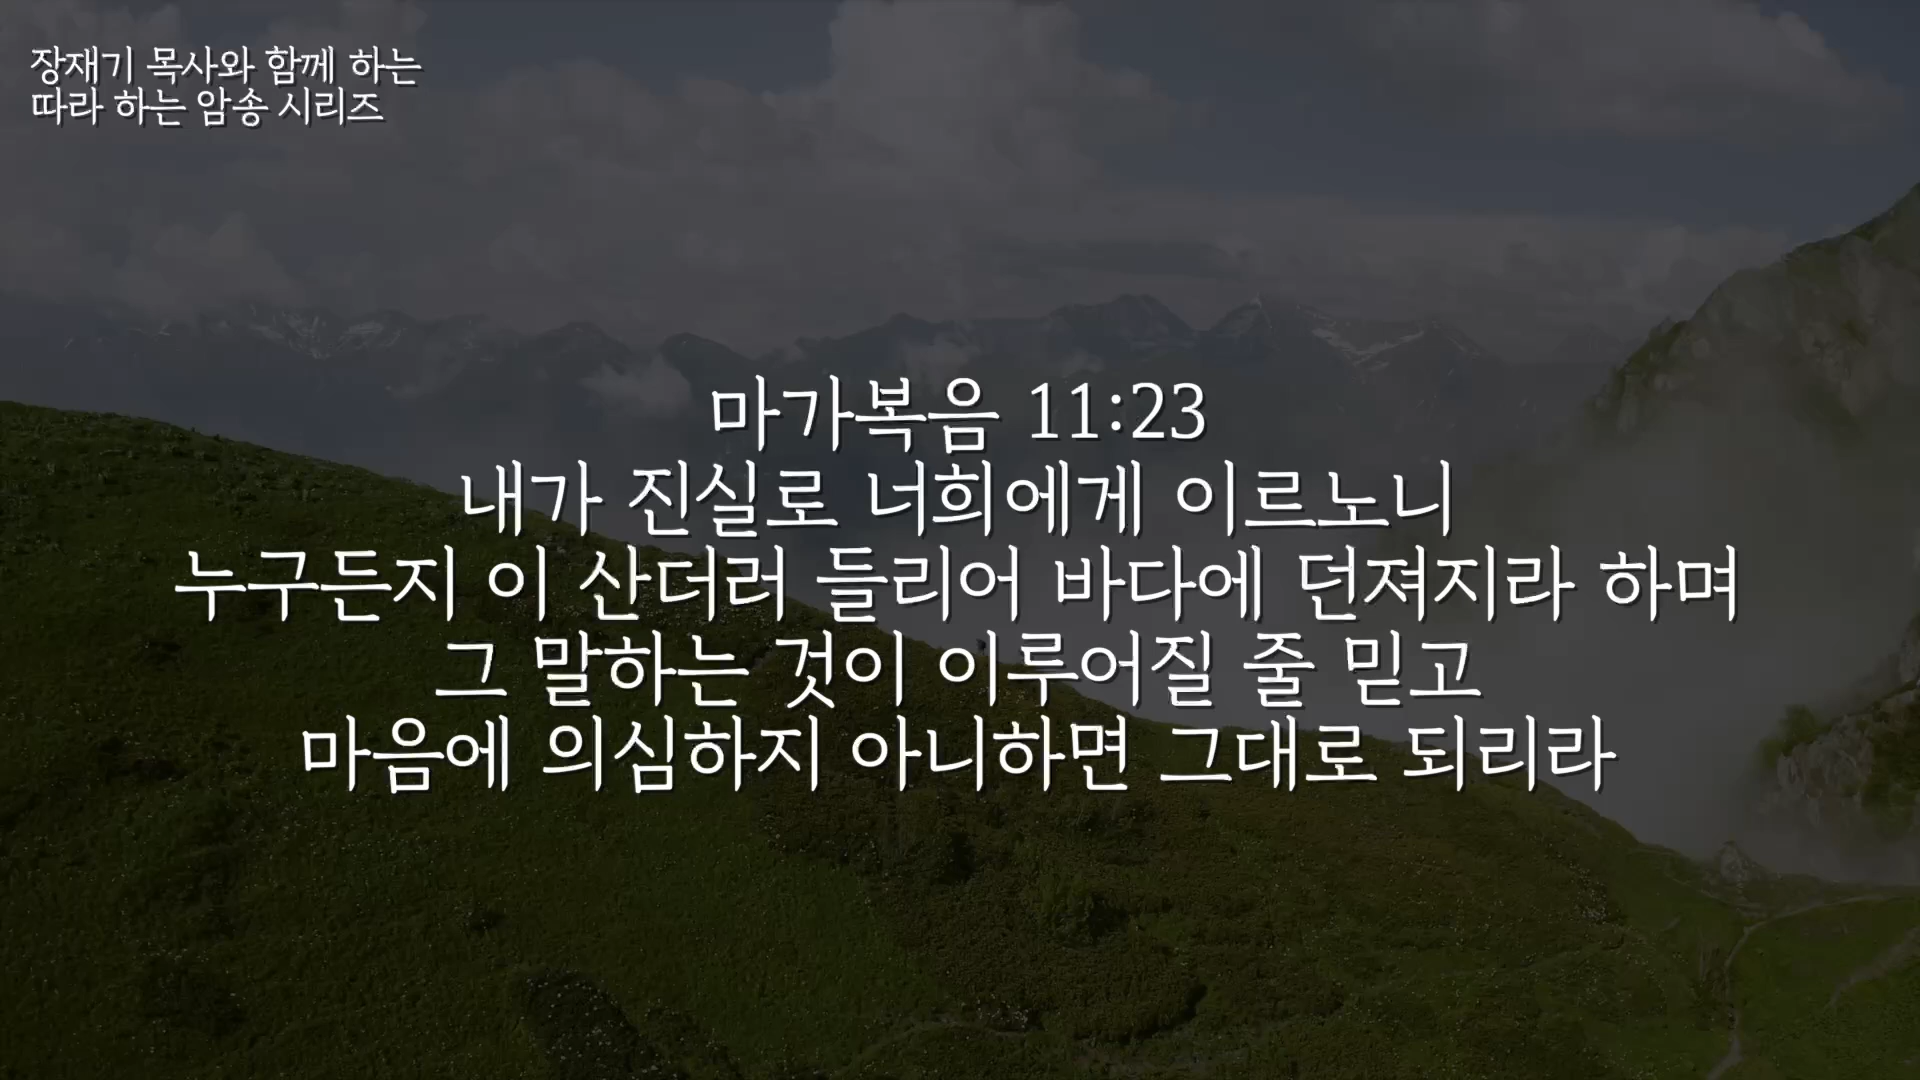 장재기 목사와 함께 하는
따라 하는 암송 시리즈
마가복음 11:23
내가 진실로 너희에게 이르노니
누구든지 이 산더러 들리어 바다에 던져지라 하며
그 말하는 것이 이루어질 줄 믿고
마음에 의심하지 아니하면 그대로 되리라